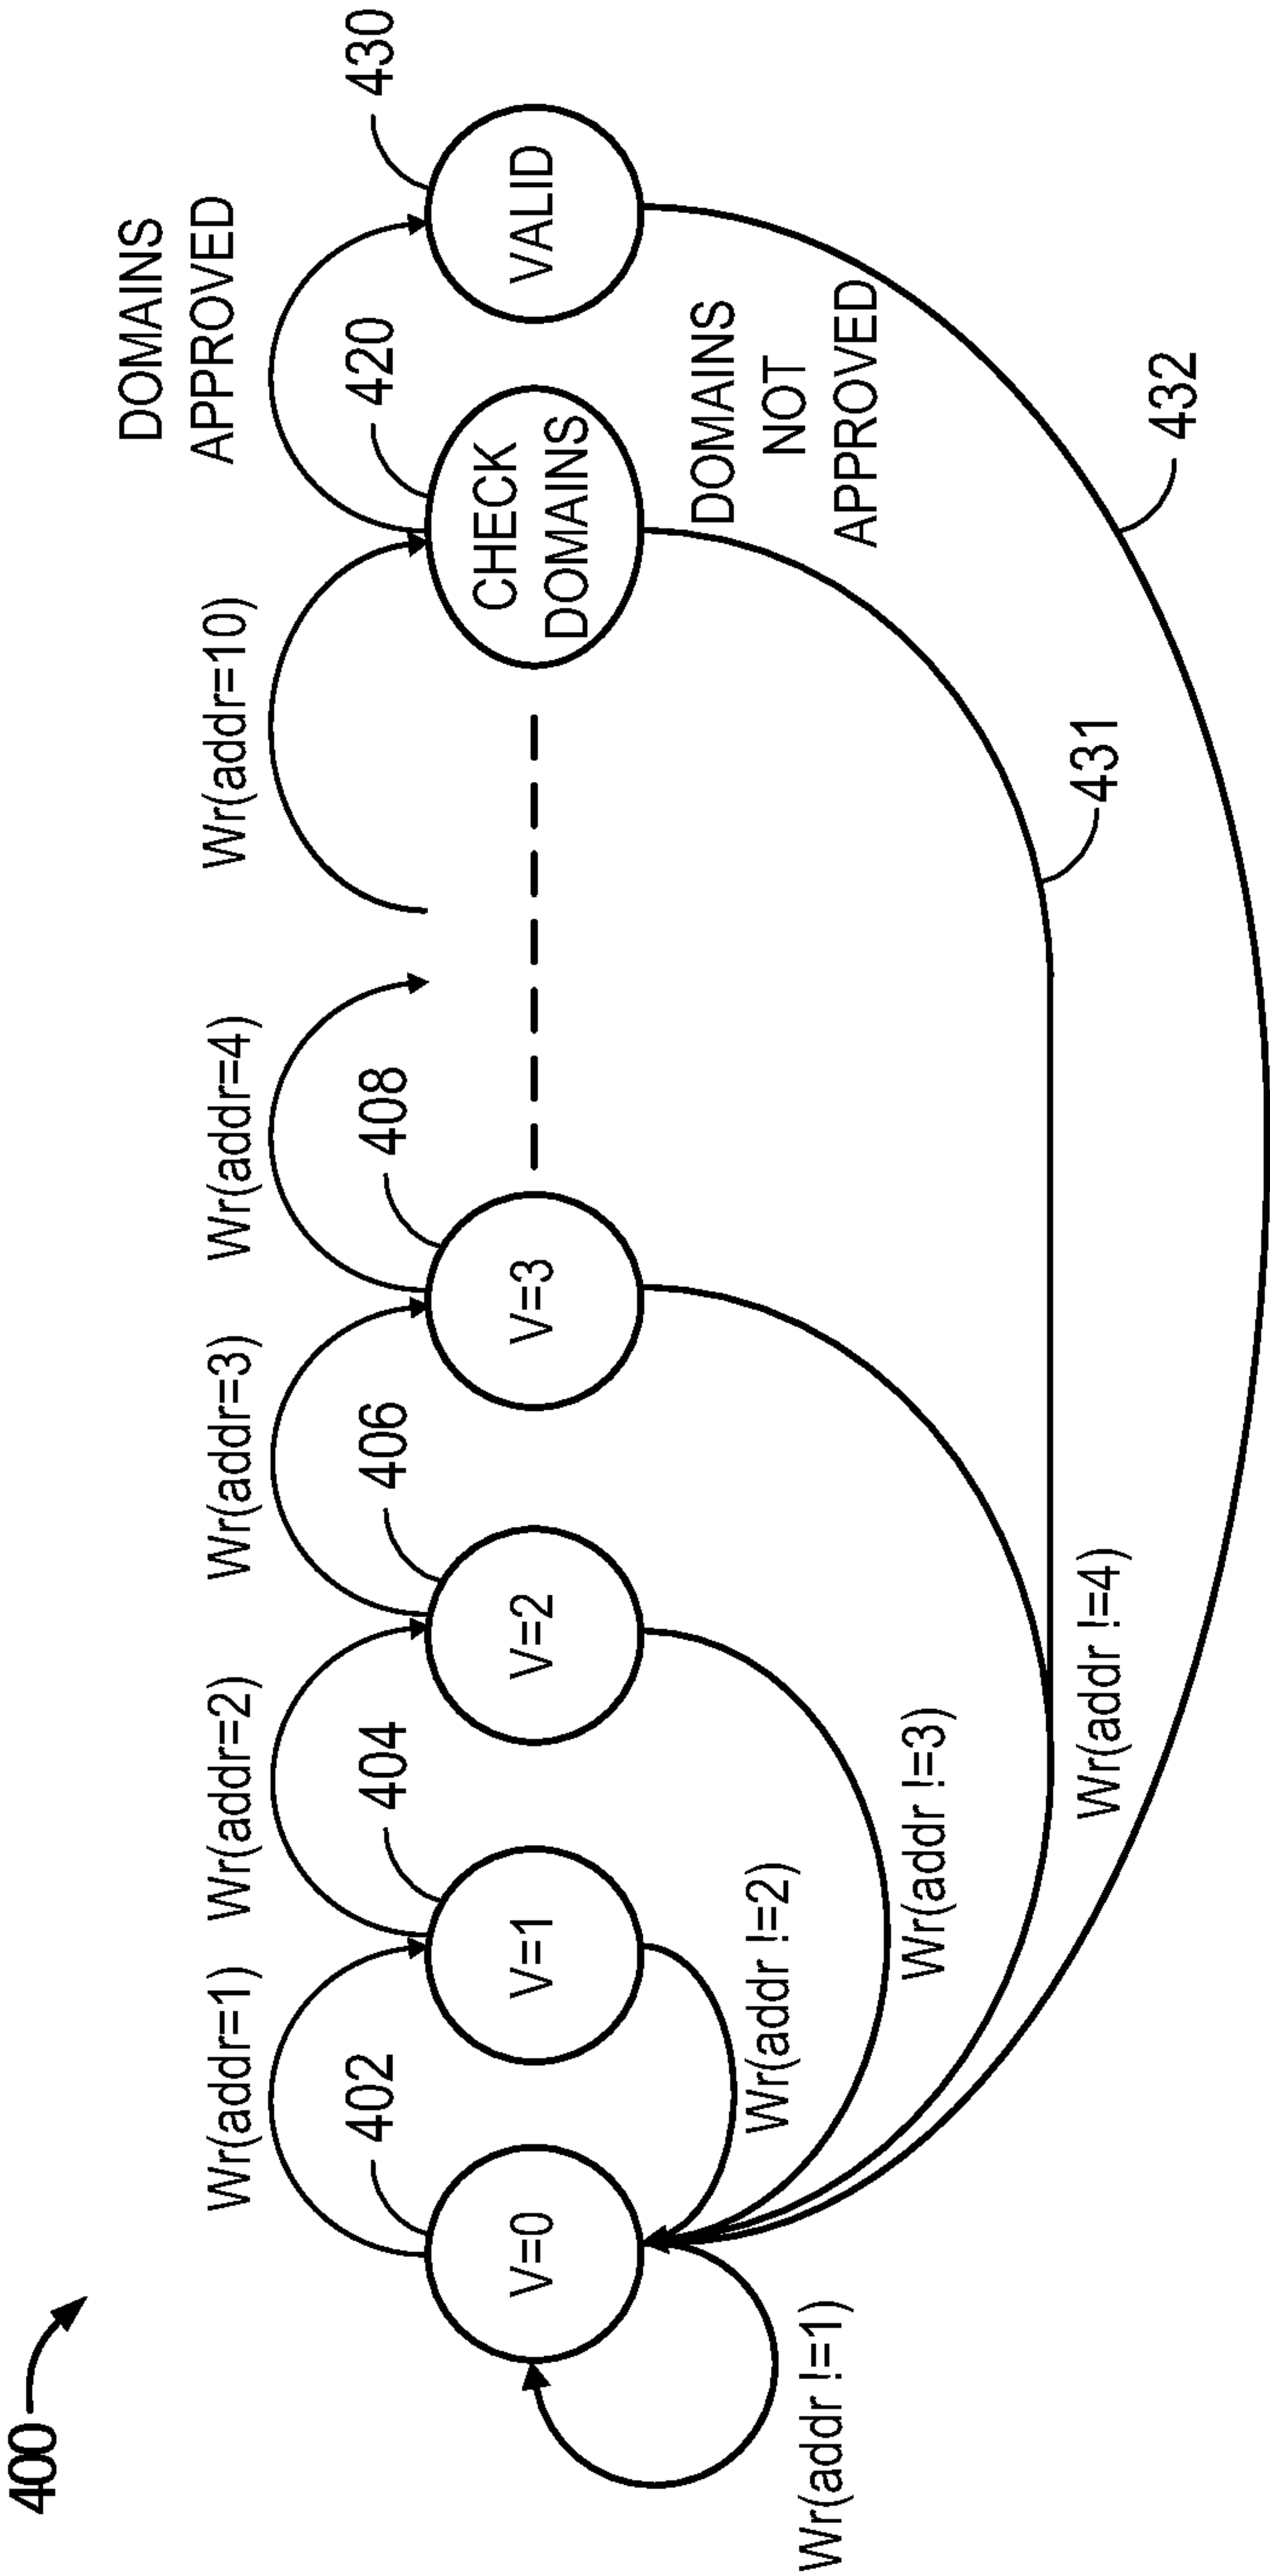 400
DOMAINS
APPROVED
Wr(addr=1)
Wr(addr=2)
Wr(addr=3)
Wr(addr=4)
Wr(addr=10)
402
404
406
408
420
430
V=0
V=1
V=2
V=3
CHECK
DOMAINS
VALID
DOMAINS
NOT
APPROVED
Wr(addr !=1)
Wr(addr !=2)
Wr(addr !=3)
Wr(addr !=4)
431
432